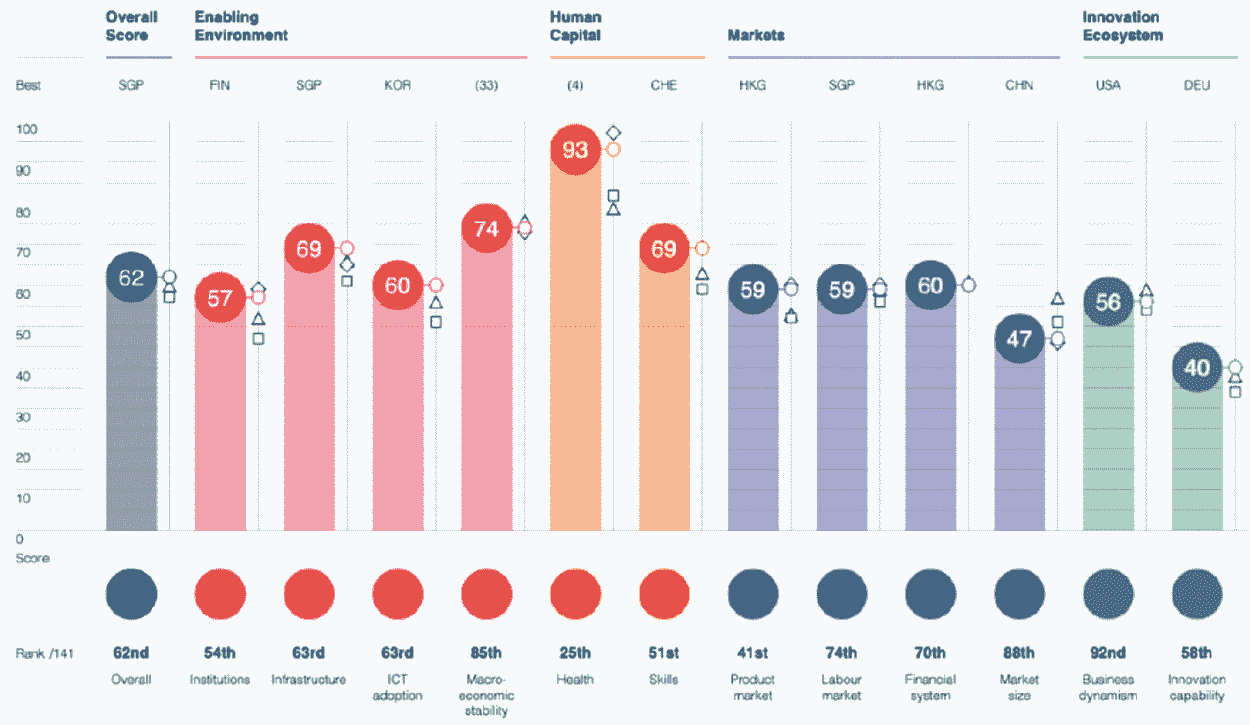 Overall Score
Enabling Environment
Human Capital
Markets
Innovation Ecosystem
Best SGP FIN SGP KOR (33) (4) CHE HKG SGP HKG CHN USA DEU
100
90
80
70
60
50
40
30
20
10
0
Score
62 57 69 60 74 93 69 59 59 60 47 56 40
Rank /141 62nd 54th 63rd 63rd 85th 25th 51st 41st 74th 70th 88th 92nd 58th
Overall
Institutions
Infrastructure
ICT adoption
Macro-
economic
stability
Health
Skills
Product market
Labour market
Financial system
Market size
Business dynamism
Innovation capability